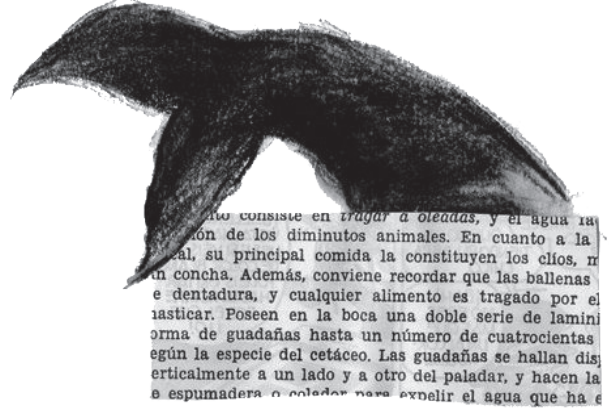 consiste en tragar a oleadas, y el agua
ón de los diminutos animales. En cuanto a la
al, su principal comida la constituyen los clíos, m
n concha. Además, conviene recordar que las ballenas
e dentadura, y cualquier alimento es tragado por el
asticar. Poseen en la boca una doble serie de lamini
orma de guadañas hasta un número de cuatrocientas
egún la especie del cetáceo. Las guadañas se hallan dis
erticalmente a un lado y a otro del paladar, y hacen la
e espumadera o colador para expelir el agua que ha e